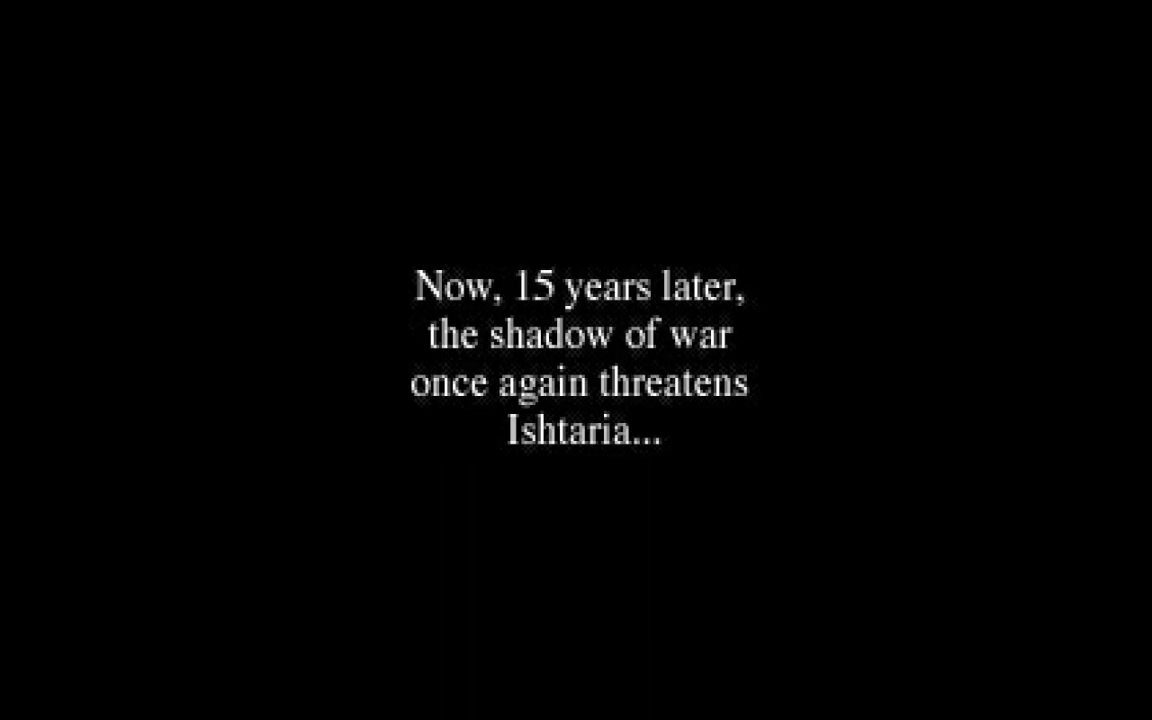 Now, 15 years later,
the shadow of war
once again threatens
Ishtaria...